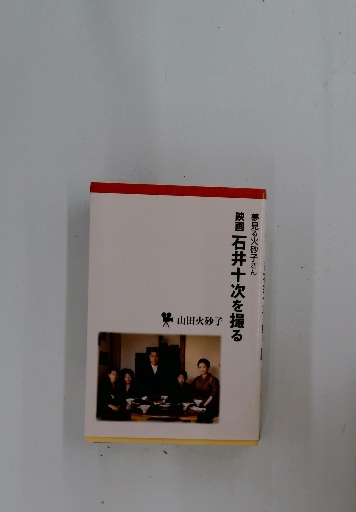 夢見る火砂子さん
映画 石井十次を撮る
山田火砂子